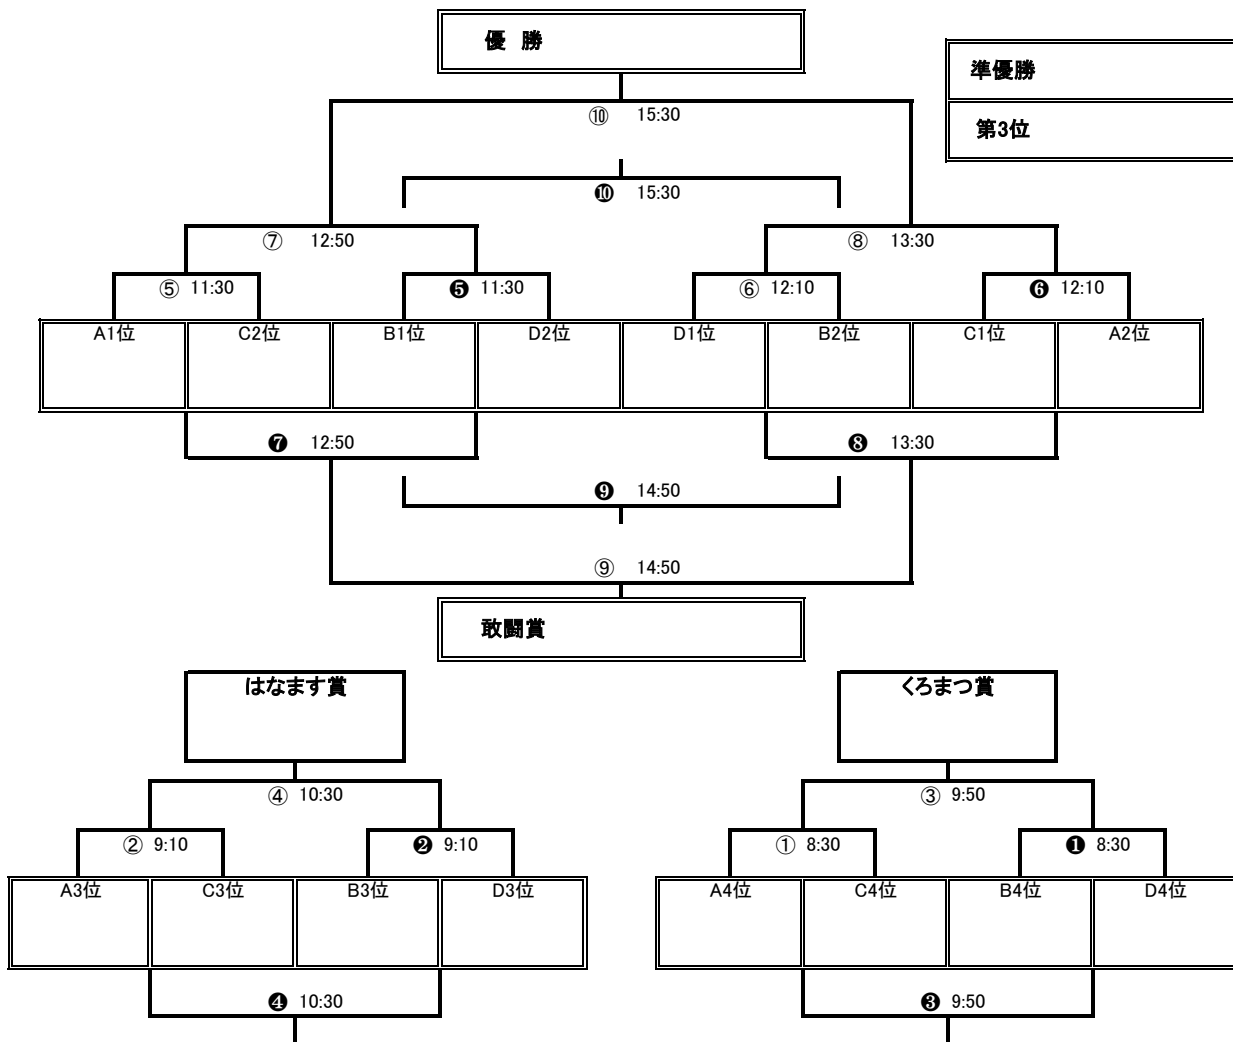 優 勝
準優勝
第3位
⑩ 15:30
❿ 15:30
⑦ 12:50
⑧ 13:30
⑤ 11:30
❺ 11:30
⑥ 12:10
❻ 12:10
A1位
C2位
B1位
D2位
D1位
B2位
C1位
A2位
❼ 12:50
❽ 13:30
❾ 14:50
⑨ 14:50
敢闘賞
はなます賞
くろまつ賞
④ 10:30
③ 9:50
② 9:10
❷ 9:10
① 8:30
❶ 8:30
A3位
C3位
B3位
D3位
A4位
C4位
B4位
D4位
❹ 10:30
❸ 9:50